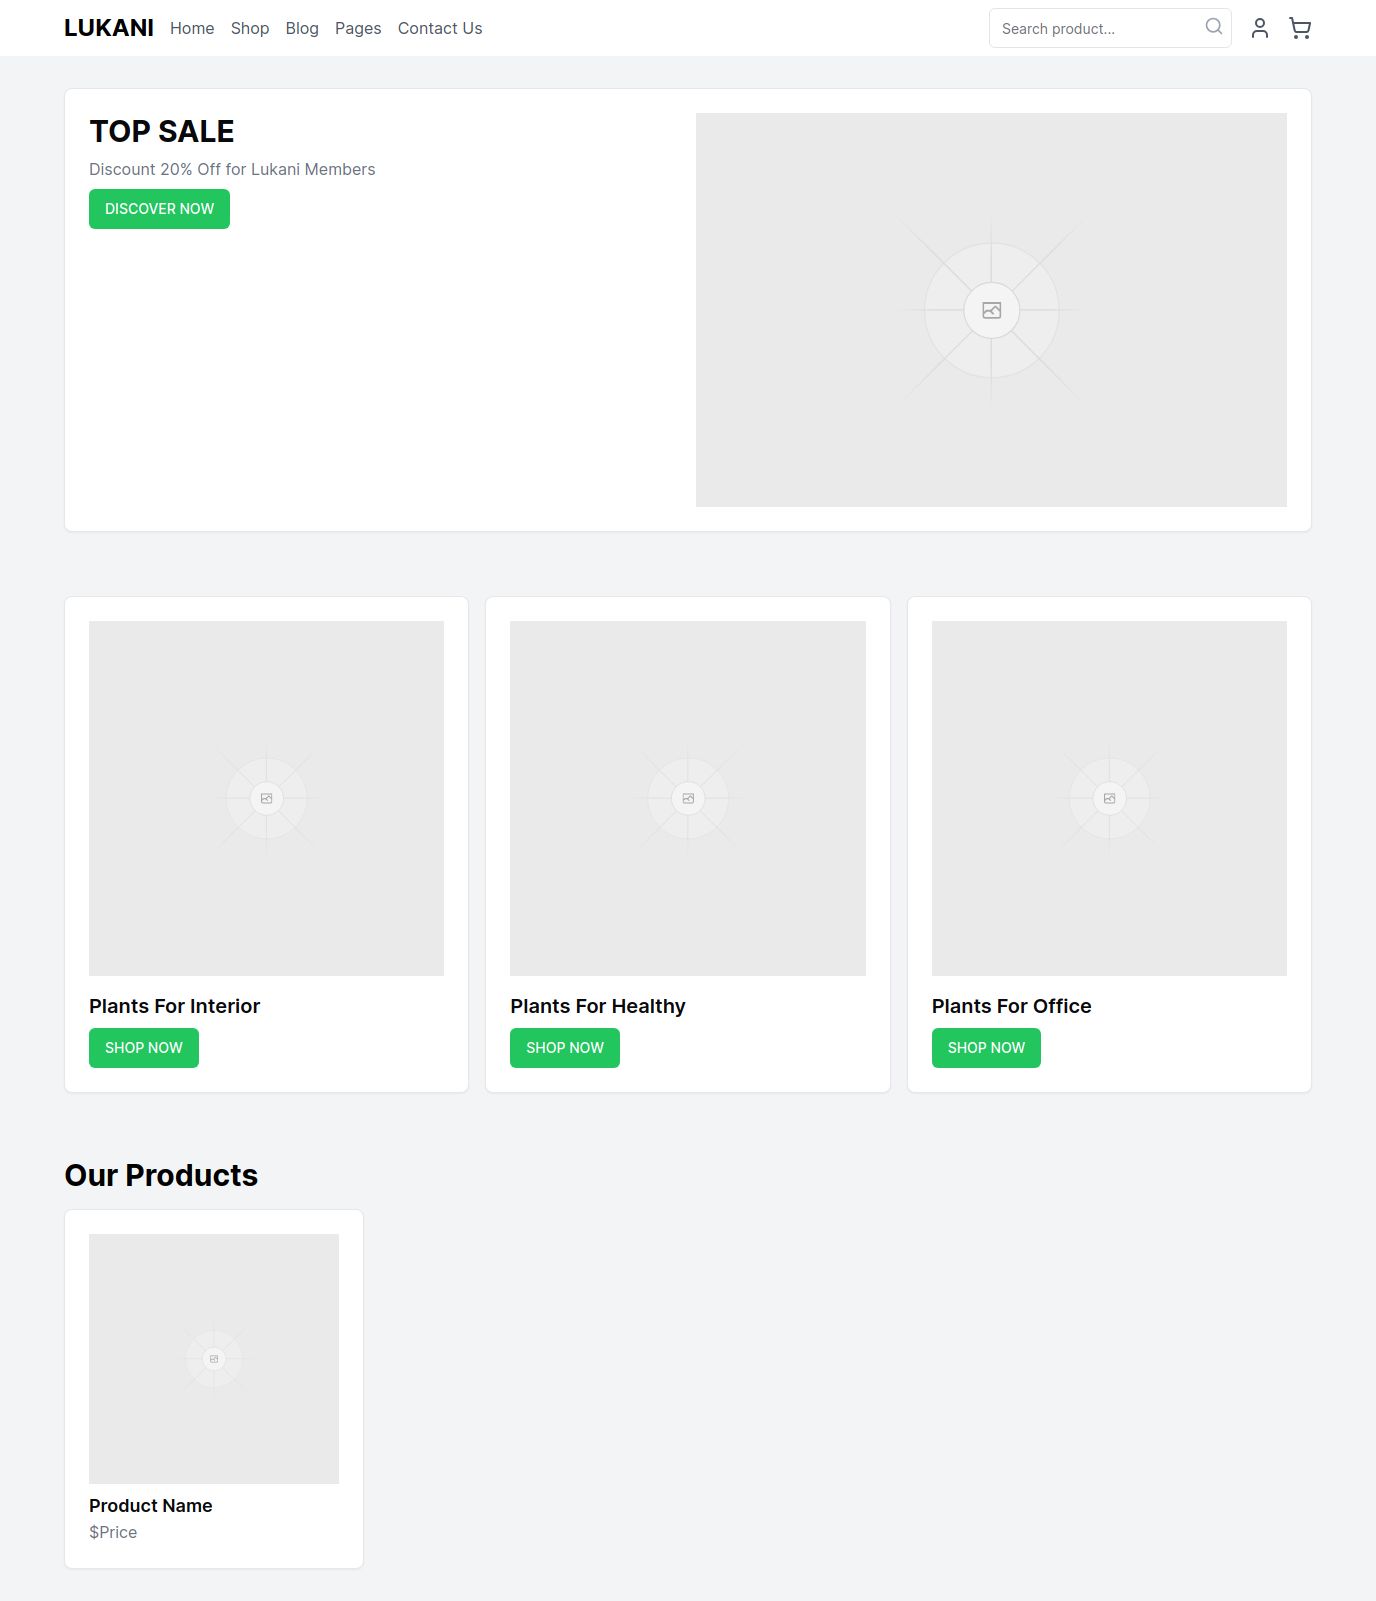 LUKANI Home Shop Blog Pages Contact Us Search product...
TOP SALE
Discount 20% Off for Lukani Members
DISCOVER NOW
Plants For Interior
SHOP NOW
Plants For Healthy
SHOP NOW
Plants For Office
SHOP NOW
Our Products
Product Name
$Price